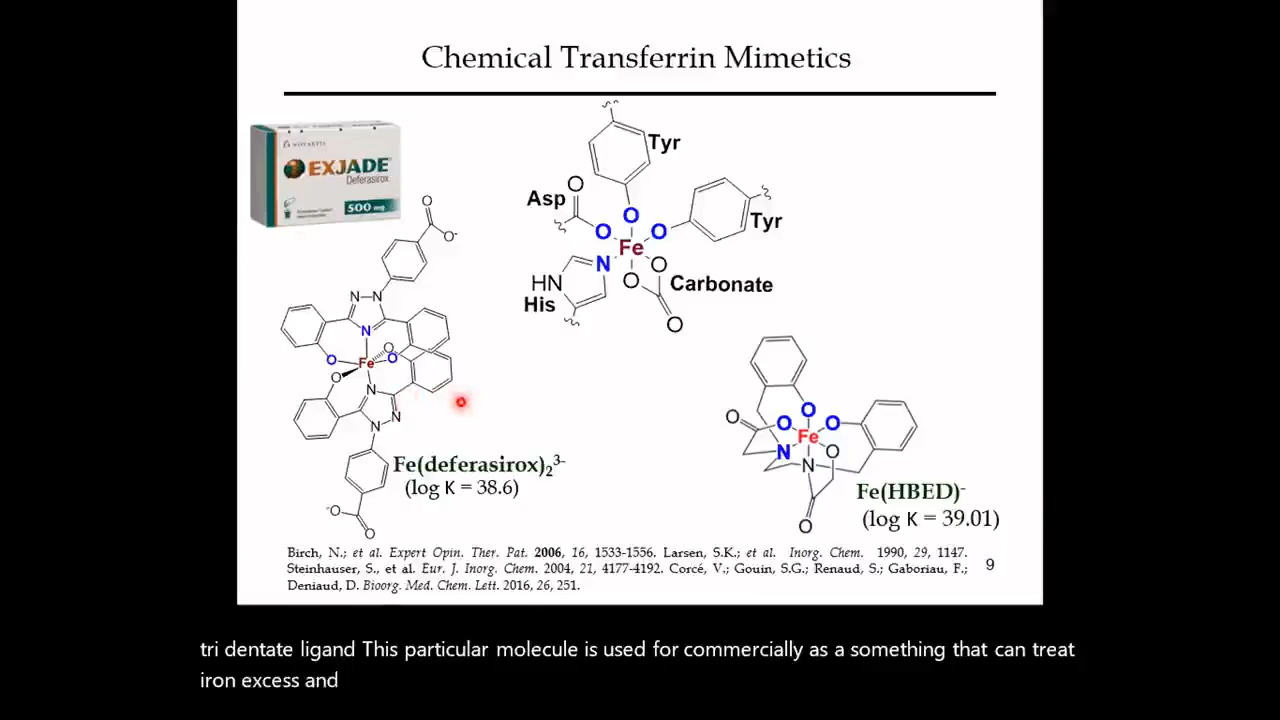 Chemical Transferrin Mimetics
NOVARTIS
EXJADE
Deferasirox
500 mg
Tyr
Asp
O
O
O
O
Tyr
Fe
N
HN
His
O
O
Carbonate
O
O
O-
N
N
N
O
Fe
O
O
O
N
N
N
-O
O
Fe(deferasirox)₂³⁻
(log K = 38.6)
O
O
O
O
Fe
N
N
O
O
Fe(HBED)⁻
(log K = 39.01)
Birch, N.; et al. Expert Opin. Ther. Pat. 2006, 16, 1533-1556. Larsen, S.K.; et al. Inorg. Chem. 1990, 29, 1147.
Steinhauser, S., et al. Eur. J. Inorg. Chem. 2004, 21, 4177-4192. Corcé, V.; Gouin, S.G.; Renaud, S.; Gaboriau, F.;
Deniaud, D. Bioorg. Med. Chem. Lett. 2016, 26, 251.
9
tri dentate ligand This particular molecule is used for commercially as a something that can treat
iron excess and